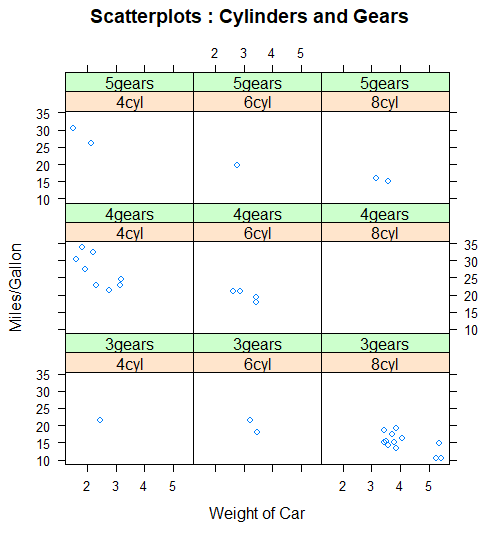 Scatterplots : Cylinders and Gears
2 3 4 5
5gears 5gears 5gears
4cyl 6cyl 8cyl
35
30
25
20
15
10
4gears 4gears 4gears
4cyl 6cyl 8cyl
35
30
25
20
15
10
3gears 3gears 3gears
4cyl 6cyl 8cyl
35
30
25
20
15
10
2 3 4 5 2 3 4 5
Miles/Gallon
Weight of Car